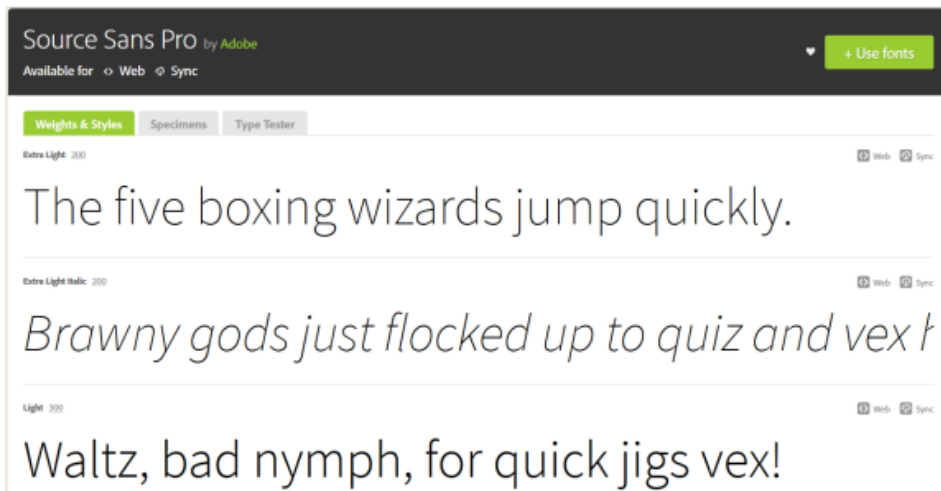 Source Sans Pro by Adobe
+ Use fonts
Available for Web Sync
Weights & Styles Specimens Type Tester
Extra Light 200 Web Sync
The five boxing wizards jump quickly.
Extra Light Italic 200 Web Sync
Brawny gods just flocked up to quiz and vex h
Light 300 Web Sync
Waltz, bad nymph, for quick jigs vex!